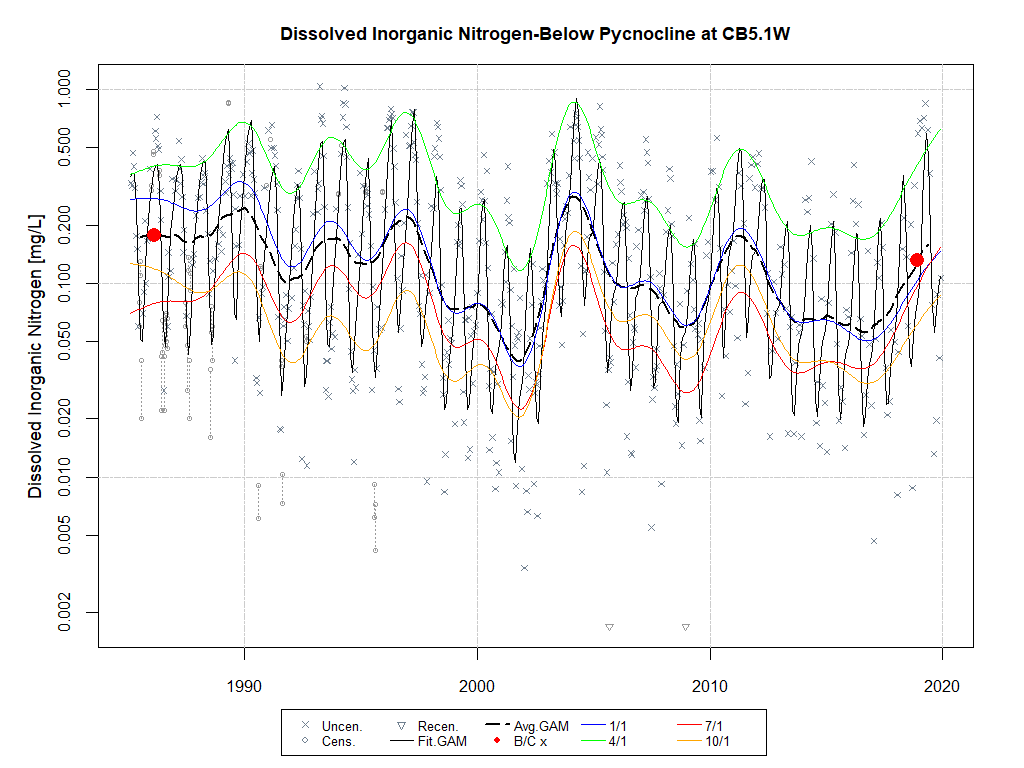 Dissolved Inorganic Nitrogen-Below Pycnocline at CB5.1W
Dissolved Inorganic Nitrogen [mg/L]
1.000
0.500
0.200
0.100
0.050
0.020
0.010
0.005
0.002
1990 2000 2010 2020
Uncen. Recen. Avg.GAM 1/1 7/1
Cens. Fit.GAM B/C x 4/1 10/1